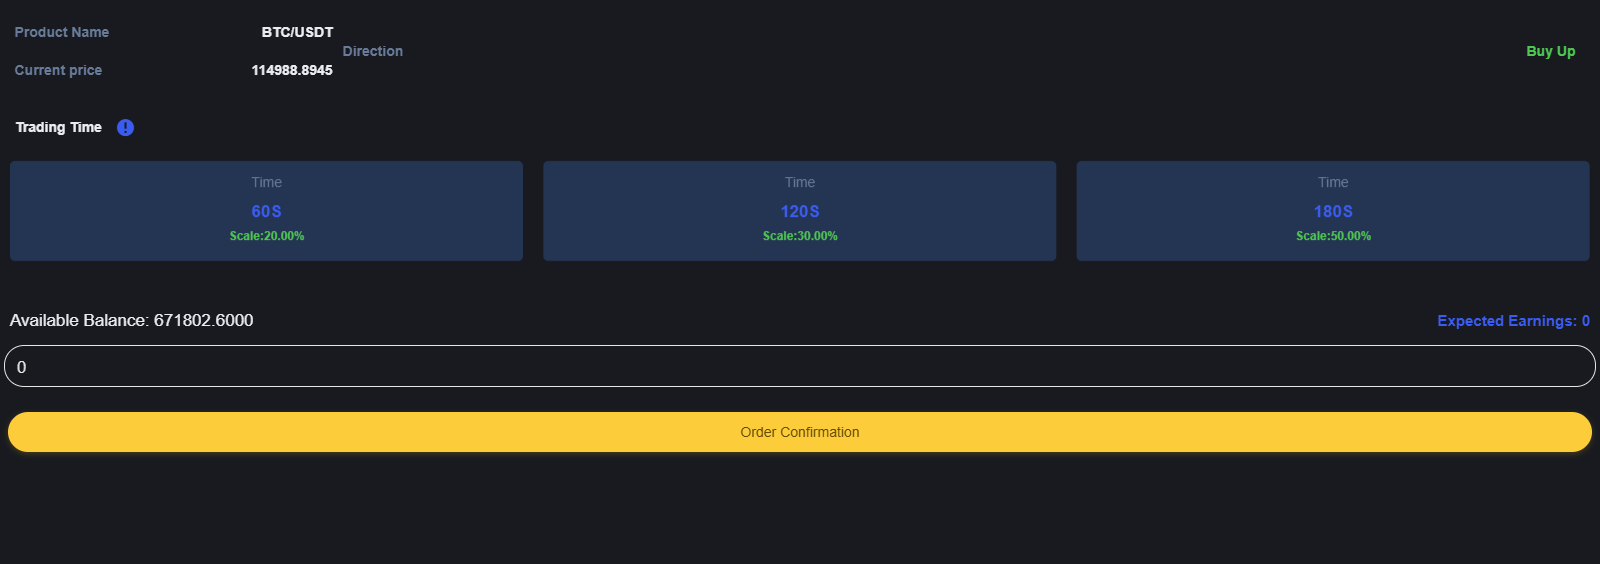 Product Name BTC/USDT
Direction Buy Up
Current price 114988.8945
Trading Time
Time
60S
Scale:20.00%
Time
120S
Scale:30.00%
Time
180S
Scale:50.00%
Available Balance: 671802.6000
Expected Earnings: 0
0
Order Confirmation